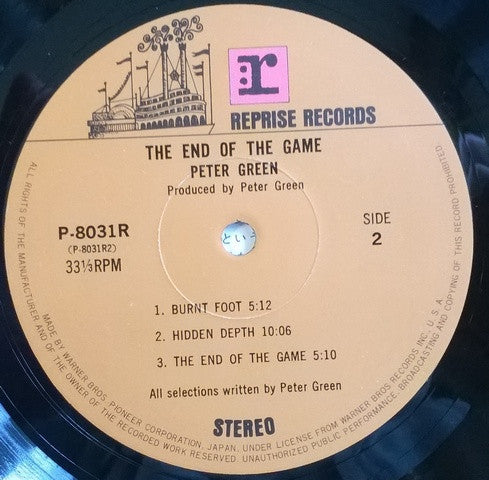 r
REPRISE RECORDS
THE END OF THE GAME
PETER GREEN
Produced by Peter Green
P-8031R
(P-8031R2)
33⅓RPM
SIDE
2
とい
1. BURNT FOOT 5:12
2. HIDDEN DEPTH 10:06
3. THE END OF THE GAME 5:10
All selections written by Peter Green
STEREO
MADE BY WARNER BROS. PIONEER CORPORATION, JAPAN, UNDER LICENSE FROM WARNER BROS. RECORDS INC. U.S.A.
ALL RIGHTS OF THE MANUFACTURER AND OF THE OWNER OF THE RECORDED WORK RESERVED. UNAUTHORIZED PUBLIC PERFORMANCE, BROADCASTING AND COPYING OF THIS RECORD PROHIBITED.